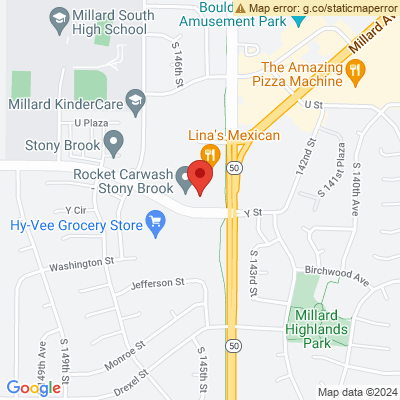 Map error: g.co/staticmaperror
Millard South
High School
S 146th St
Bould
Amusement Park
Millard Av
The Amazing
Pizza Machine
U St
Millard KinderCare
U Plaza
Stony Brook
Lina's Mexican
50
142nd St
S 141st Plaza
S 140th Ave
Rocket Carwash
- Stony Brook
Y Cir
Y St
Hy-Vee Grocery Store
Washington St
Jefferson St
S 143rd St
Birchwood Ave
Millard
Highlands
Park
149th Ave
S 149th St
Monroe St
Drexel St
S 145th St
50
Google
Map data ©2024